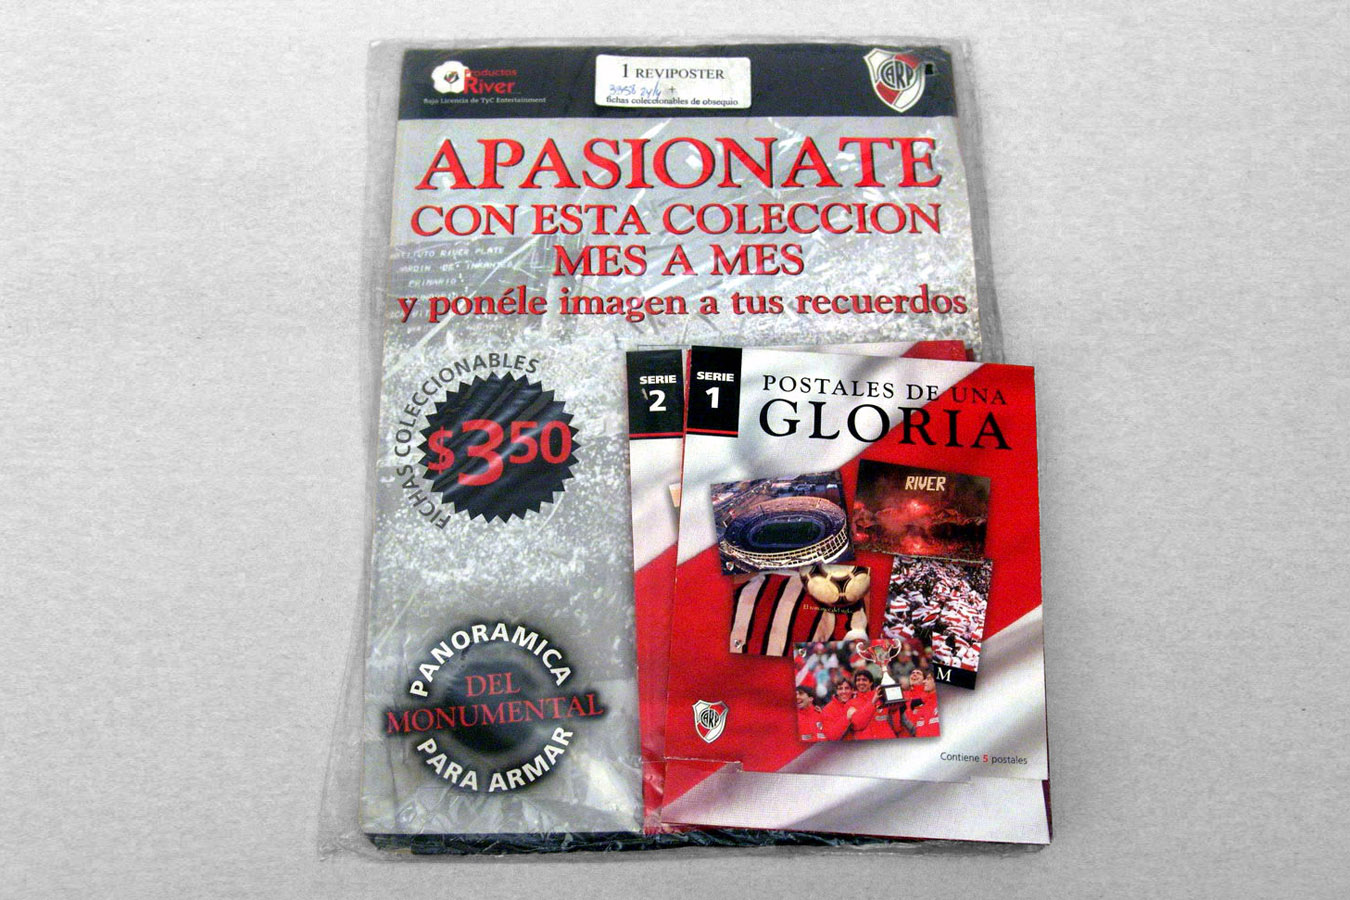 Productos
River
Bajo Licencia de TyC Entertainment
1 REVIPOSTER
+
fichas coleccionables de obsequio
CARP
APASIONATE
CON ESTA COLECCION
MES A MES
y ponéle imagen a tus recuerdos
FICHAS COLECCIONABLES
$3.50
PANORAMICA
DEL
MONUMENTAL
PARA ARMAR
SERIE
2
SERIE
1
POSTALES DE UNA
GLORIA
RIVER
M
CARP
Contiene 5 postales